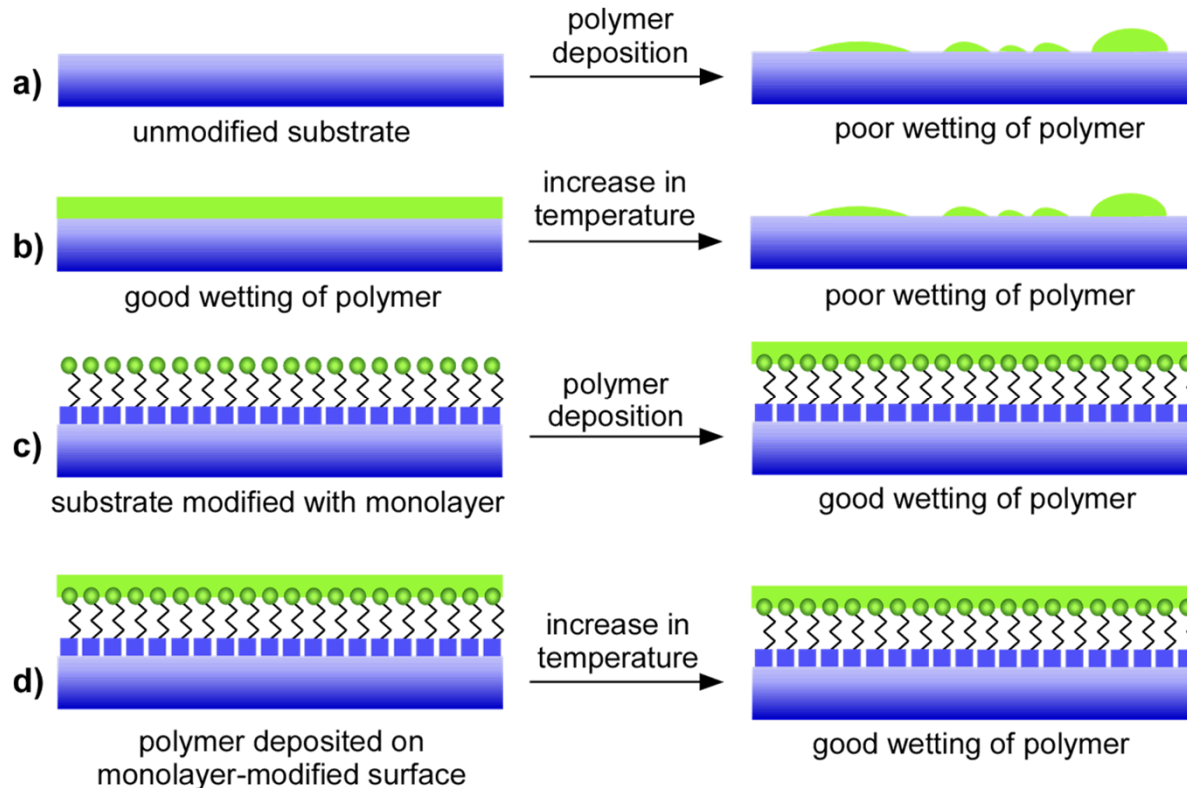 polymer
deposition
a)
unmodified substrate
poor wetting of polymer
increase in
temperature
b)
good wetting of polymer
poor wetting of polymer
polymer
deposition
c)
substrate modified with monolayer
good wetting of polymer
increase in
temperature
d)
polymer deposited on
monolayer-modified surface
good wetting of polymer